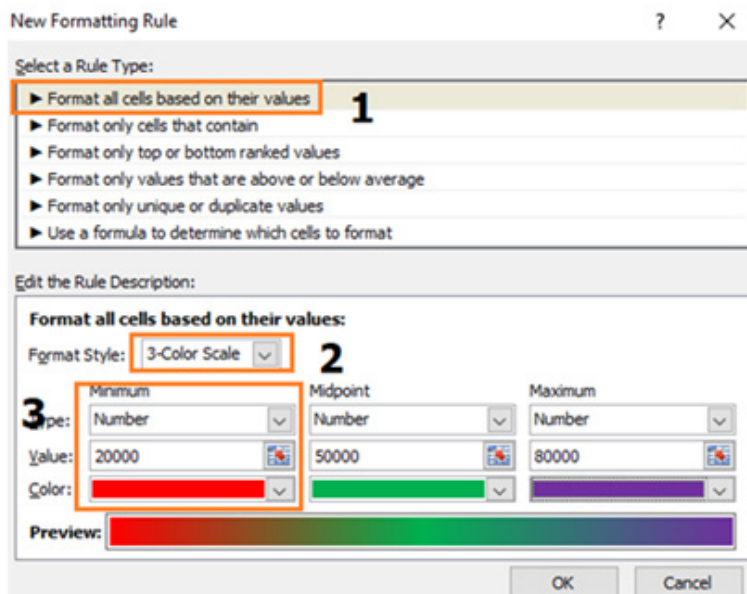 New Formatting Rule ? ×
Select a Rule Type:
► Format all cells based on their values 1
► Format only cells that contain
► Format only top or bottom ranked values
► Format only values that are above or below average
► Format only unique or duplicate values
► Use a formula to determine which cells to format
Edit the Rule Description:
Format all cells based on their values:
Format Style: 3-Color Scale 2
Minimum Midpoint Maximum
3 Number Number Number
Value: 20000 50000 80000
Color:
Preview:
OK Cancel